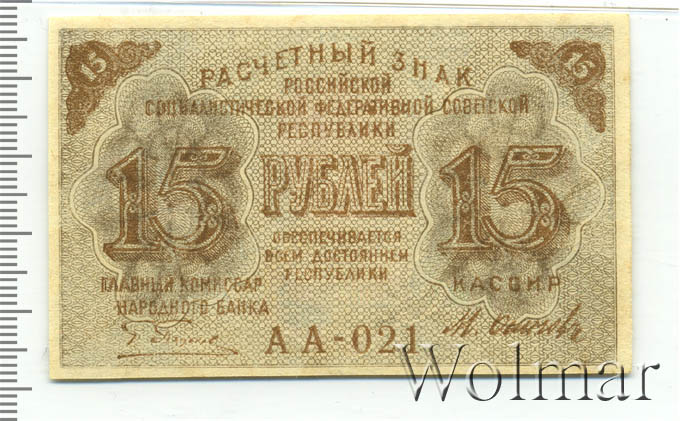 15 15
РАСЧЕТНЫЙ ЗНАК
РОССИЙСКОЙ
СОЦИАЛИСТИЧЕСКОЙ ФЕДЕРАТИВНОЙ СОВЕТСКОЙ
РЕСПУБЛИКИ
15 РУБЛЕЙ 15
ОБЕСПЕЧИВАЕТСЯ
ВСЕМ ДОСТОЯНИЕМ
РЕСПУБЛИКИ
ГЛАВНЫЙ КОМИССАР
НАРОДНОГО БАНКА
КАССИР
АА-021
Wolmar